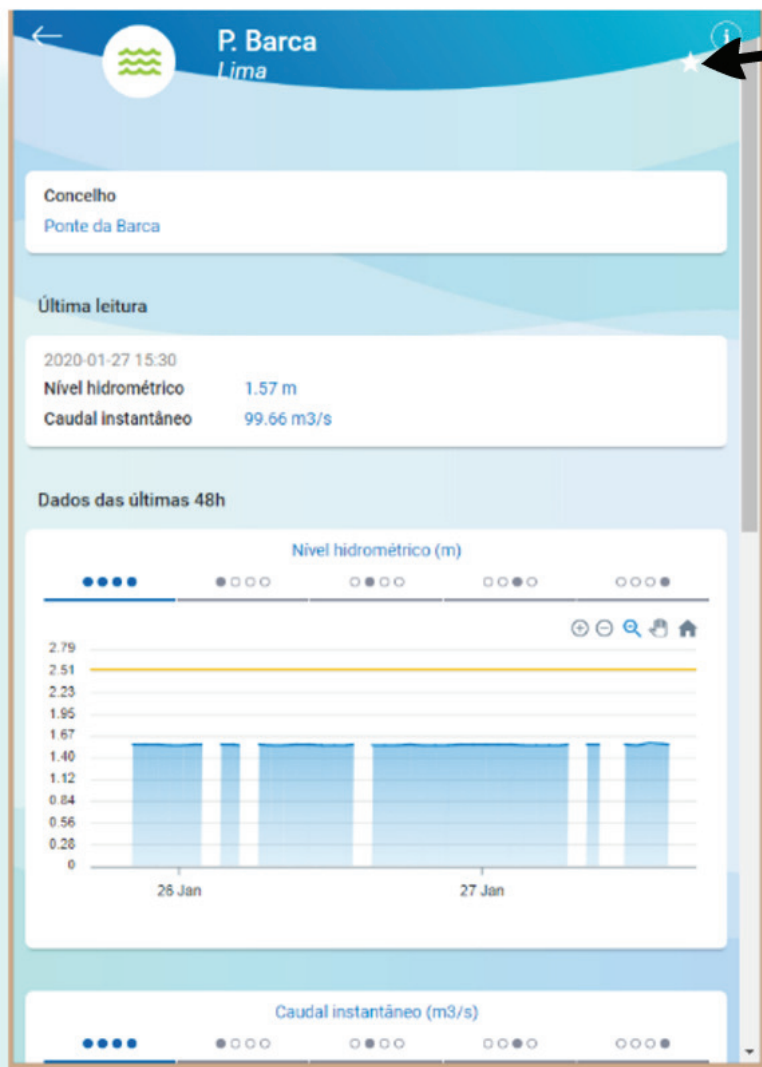 P. Barca
Lima
i
Concelho
Ponte da Barca
Última leitura
2020-01-27 15:30
Nível hidrométrico 1.57 m
Caudal instantâneo 99.66 m3/s
Dados das últimas 48h
Nível hidrométrico (m)
2.79
2.51
2.23
1.95
1.67
1.40
1.12
0.84
0.56
0.28
0
26 Jan 27 Jan
Caudal instantâneo (m3/s)